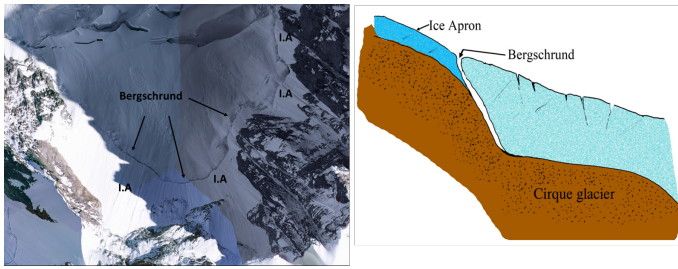 I.A
I.A
Bergschrund
I.A
I.A
Ice Apron
Bergschrund
Cirque glacier